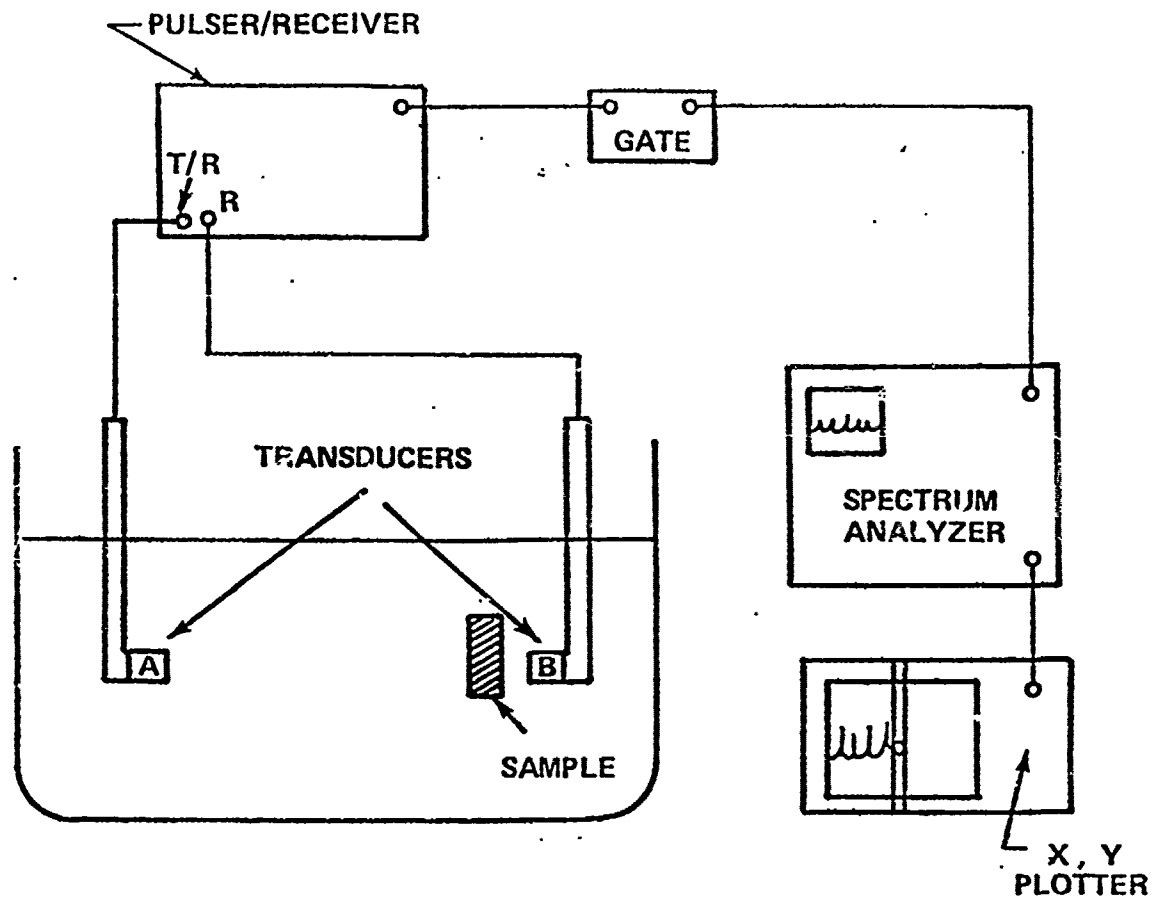 PULSER/RECEIVER
GATE
T/R
R
TRANSDUCERS
SPECTRUM
ANALYZER
A
B
SAMPLE
X, Y
PLOTTER